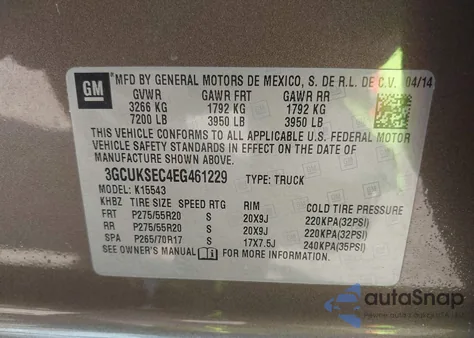 GM
MFD BY GENERAL MOTORS DE MEXICO, S. DE R.L. DE C.V. 04/14
GVWR GAWR FRT GAWR RR
3266 KG 1792 KG 1792 KG
7200 LB 3950 LB 3950 LB
THIS VEHICLE CONFORMS TO ALL APPLICABLE U.S. FEDERAL MOTOR
VEHICLE SAFETY STANDARDS IN EFFECT ON THE DATE OF
MANUFACTURE SHOWN ABOVE.
3GCUKSEC4EG461229 TYPE: TRUCK
MODEL: K15543
KHBZ TIRE SIZE SPEED RTG RIM COLD TIRE PRESSURE
FRT P275/55R20 S 20X9J 220KPA(32PSI)
RR P275/55R20 S 20X9J 220KPA(32PSI)
SPA P265/70R17 S 17X7.5J 240KPA(35PSI)
SEE OWNER'S MANUAL FOR MORE INFORMATION
autoSnap